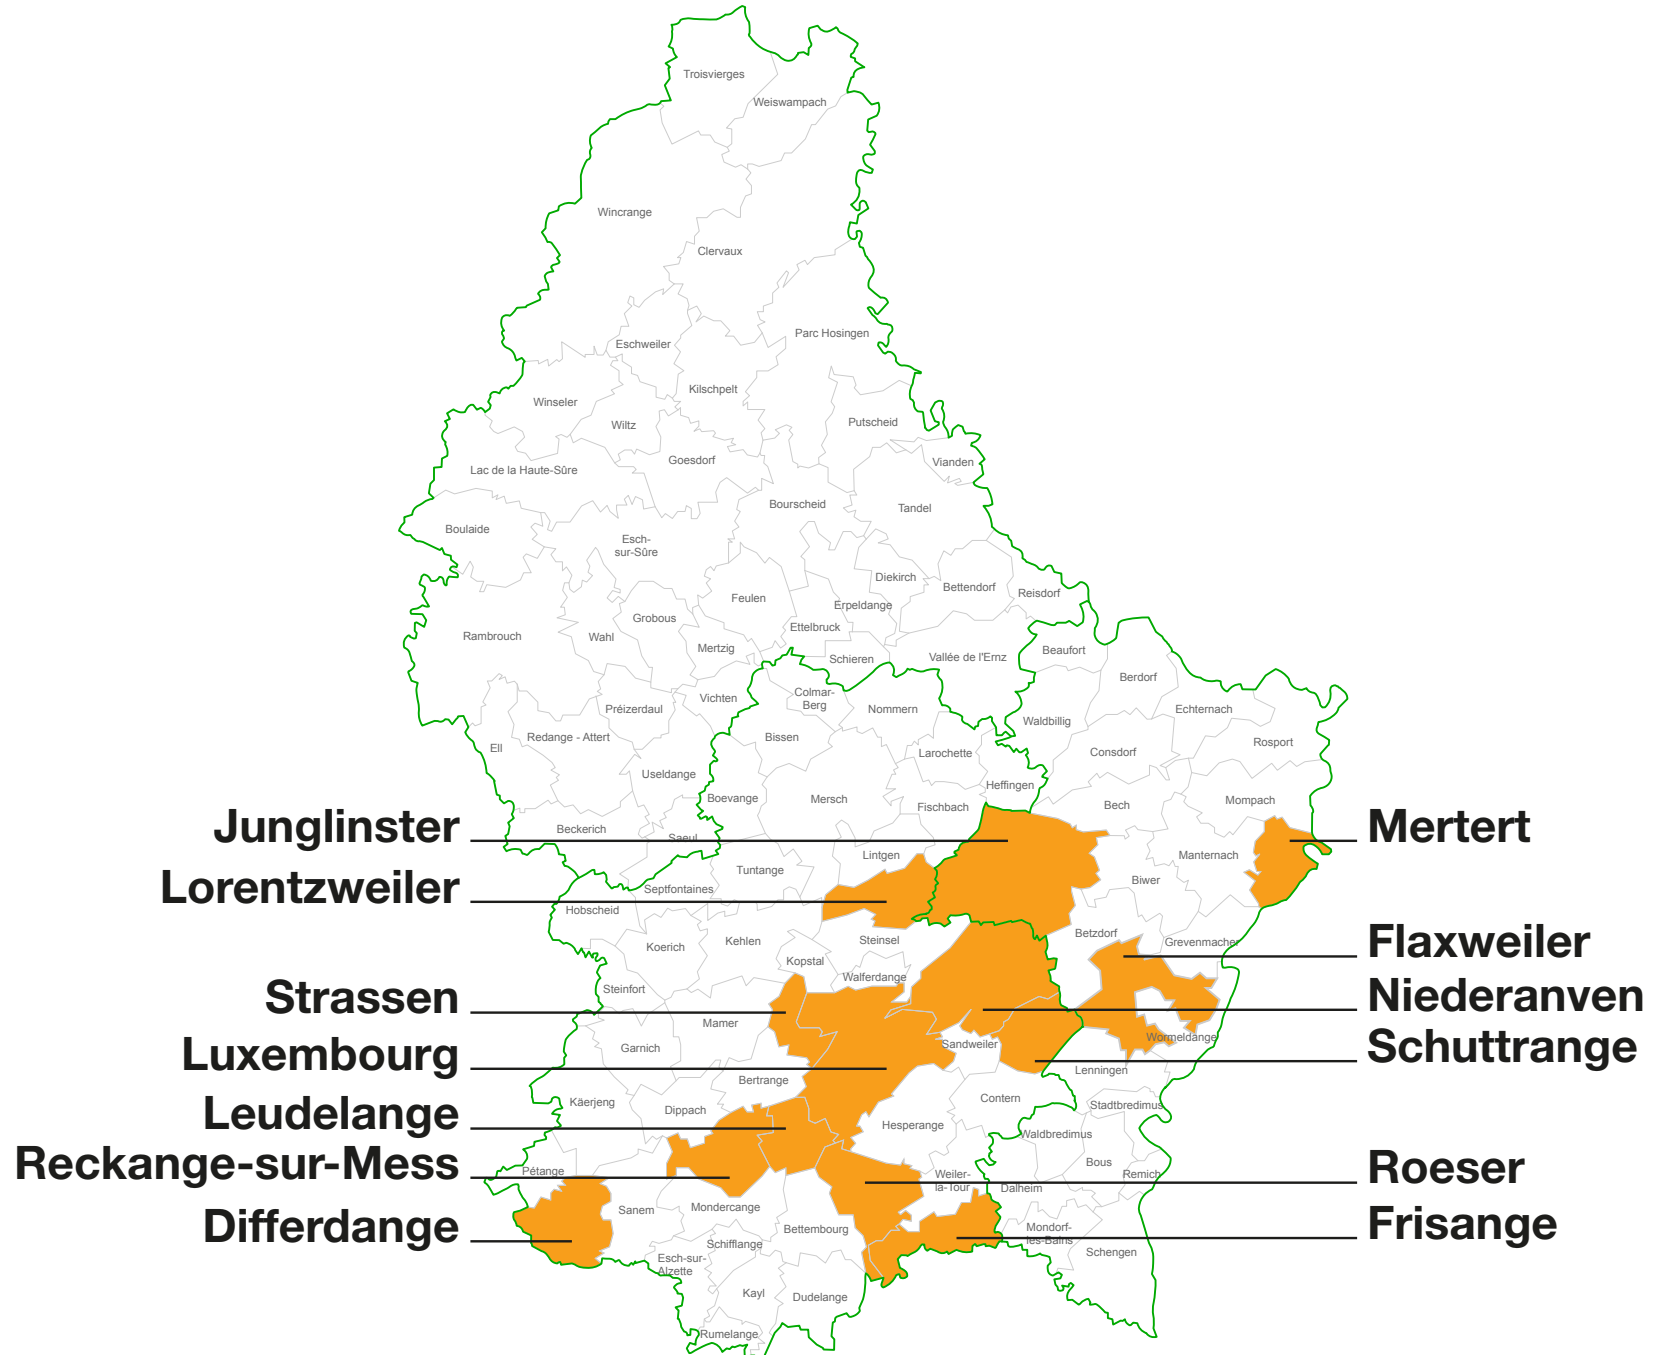 Troisvierges
Weiswampach
Wincrange
Clervaux
Parc Hosingen
Eschweiler
Kilschpelt
Winseler
Wiltz
Putscheid
Goesdorf
Vianden
Lac de la Haute-Sûre
Bourscheid
Tandel
Boulaide
Esch-
sur-Sûre
Diekirch
Bettendorf
Reisdorf
Feulen
Erpeldange
Grobous
Ettelbruck
Rambrouch
Wahl
Mertzig
Schieren
Vallée de l'Ernz
Beaufort
Berdorf
Vichten
Colmar-
Berg
Préizerdaul
Nommern
Echternach
Waldbillig
Ell
Redange - Attert
Bissen
Larochette
Consdorf
Rosport
Useldange
Heffingen
Boevange
Mersch
Fischbach
Bech
Mompach
Junglinster
Beckerich
Saeul
Mertert
Lintgen
Manternach
Tuntange
Biwer
Lorentzweiler
Septfontaines
Hobscheid
Koerich
Kehlen
Steinsel
Betzdorf
Grevenmacher
Flaxweiler
Kopstal
Walferdange
Steinfort
Strassen
Niederanven
Mamer
Garnich
Sandweiler
Wormeldange
Schuttrange
Luxembourg
Bertrange
Lenningen
Käerjeng
Dippach
Contern
Stadtbredimus
Leudelange
Hesperange
Waldbredimus
Reckange-sur-Mess
Pétange
Bous
Remich
Weiler-
la-Tour
Dalheim
Roeser
Sanem
Mondercange
Differdange
Bettembourg
Mondorf-
les-Bains
Frisange
Schifflange
Schengen
Esch-sur-
Alzette
Kayl
Dudelange
Rumelange